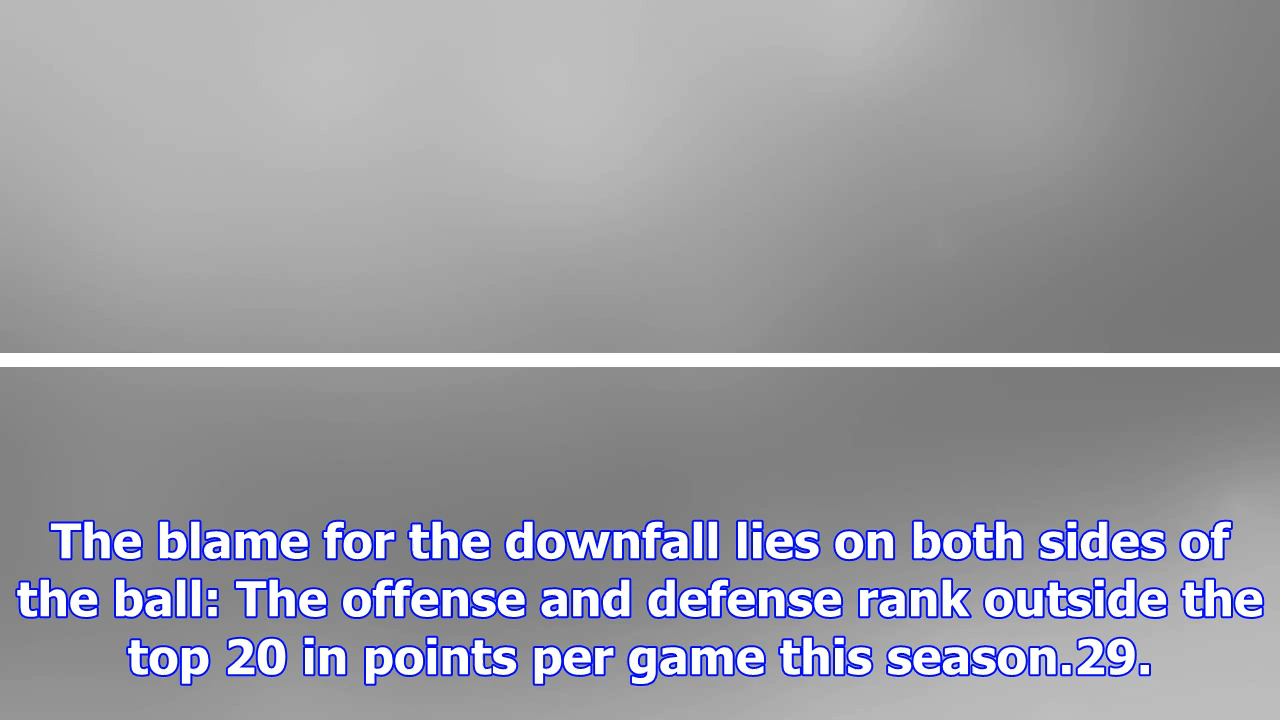 The blame for the downfall lies on both sides of
the ball: The offense and defense rank outside the
top 20 in points per game this season.29.